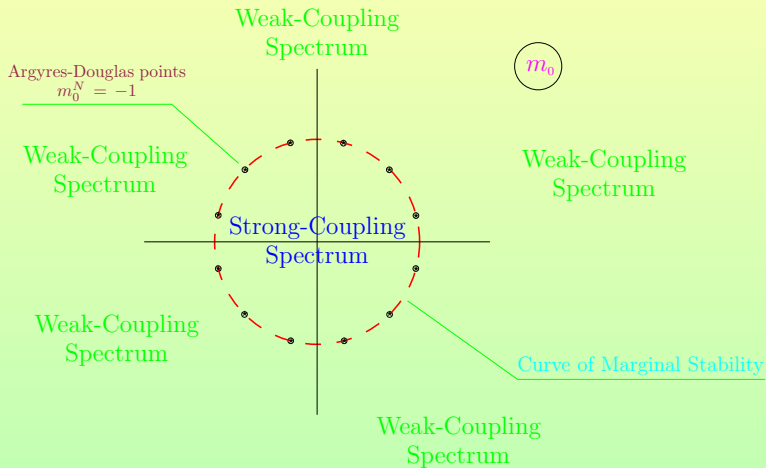 Weak-Coupling
Spectrum
m₀
Argyres-Douglas points
m₀ᴺ = −1
Weak-Coupling
Spectrum
Weak-Coupling
Spectrum
Strong-Coupling
Spectrum
Weak-Coupling
Spectrum
Curve of Marginal Stability
Weak-Coupling
Spectrum